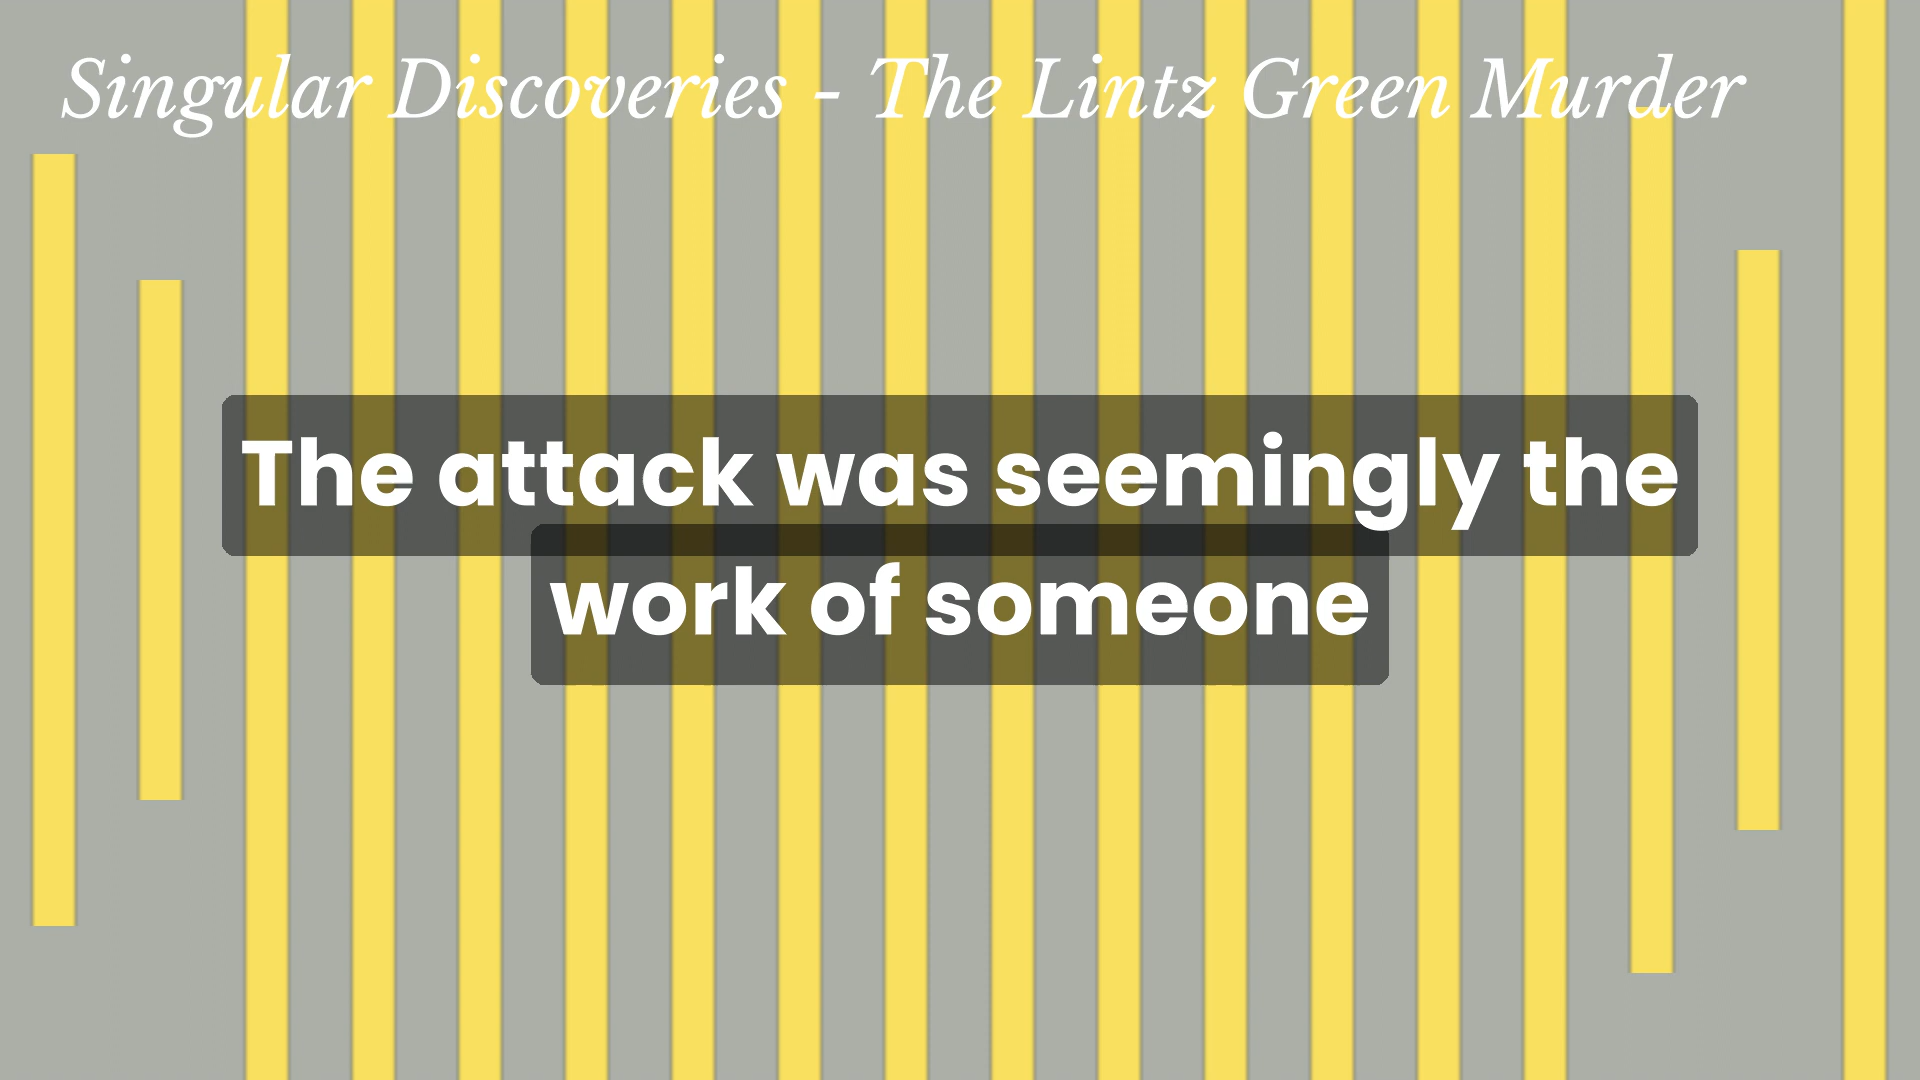 Singular Discoveries - The Lintz Green Murder
The attack was seemingly the
work of someone